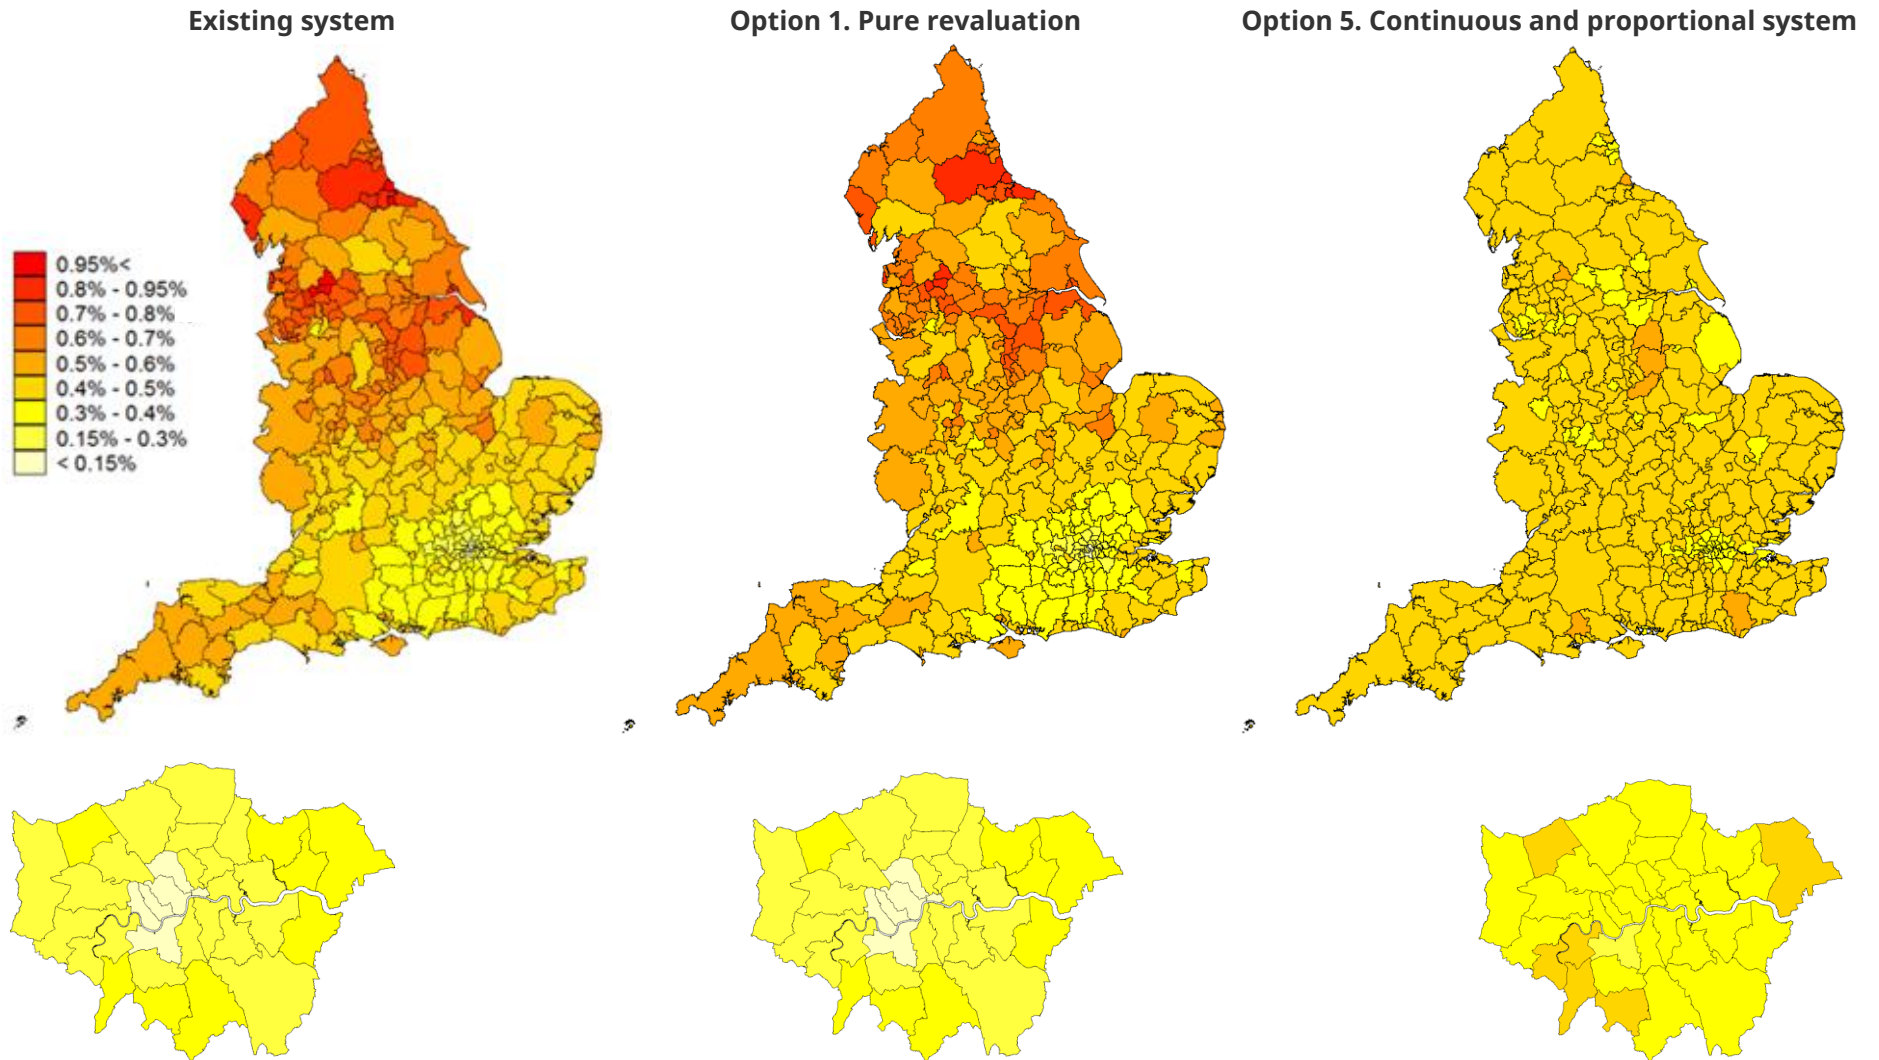 Existing system
Option 1. Pure revaluation
Option 5. Continuous and proportional system
0.95%<
0.8% - 0.95%
0.7% - 0.8%
0.6% - 0.7%
0.5% - 0.6%
0.4% - 0.5%
0.3% - 0.4%
0.15% - 0.3%
< 0.15%